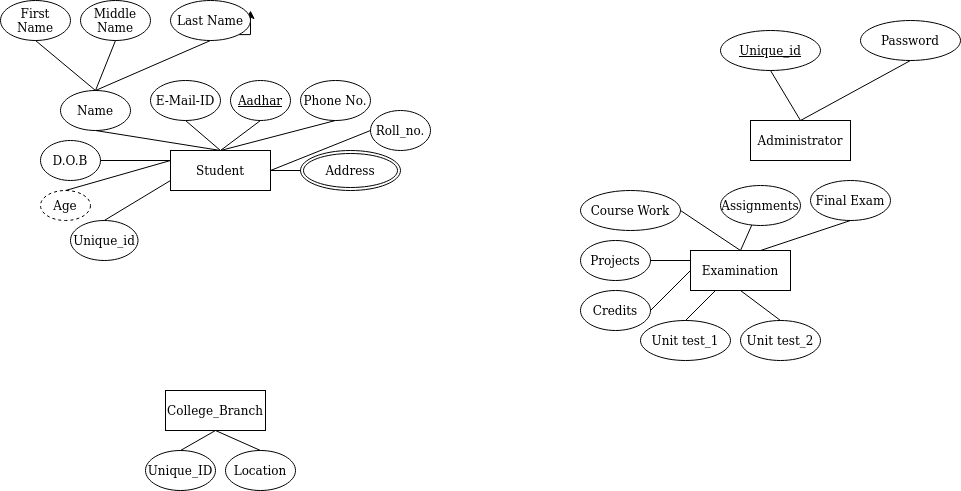 First
Name
Middle
Name
Last Name
Name
E-Mail-ID
Aadhar
Phone No.
Roll_no.
D.O.B
Student
Address
Age
Unique_id
Unique_id
Password
Administrator
Course Work
Assignments
Final Exam
Projects
Examination
Credits
Unit test_1
Unit test_2
College_Branch
Unique_ID
Location